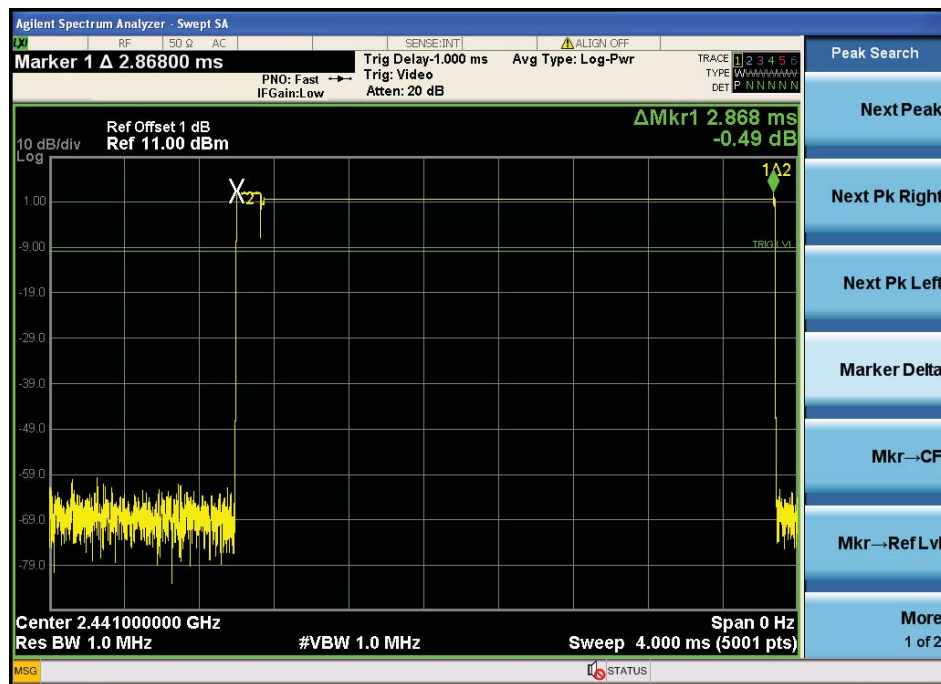 Agilent Spectrum Analyzer - Swept SA
LXI RF 50 Ω AC SENSE:INT ALIGN OFF
Marker 1 Δ 2.86800 ms
PNO: Fast
IFGain:Low
Trig Delay-1.000 ms
Trig: Video
Atten: 20 dB
Avg Type: Log-Pwr
TRACE 1 2 3 4 5 6
TYPE WWWWWW
DET P N N N N N
Peak Search
Ref Offset 1 dB
Ref 11.00 dBm
10 dB/div
Log
ΔMkr1 2.868 ms
-0.49 dB
1Δ2
X2
1.00
-9.00
TRIG LVL
-19.0
-29.0
-39.0
-49.0
-59.0
-69.0
-79.0
Center 2.441000000 GHz
Span 0 Hz
Res BW 1.0 MHz
#VBW 1.0 MHz
Sweep 4.000 ms (5001 pts)
Next Peak
Next Pk Right
Next Pk Left
Marker Delta
Mkr→CF
Mkr→Ref Lvl
More
1 of 2
MSG
STATUS